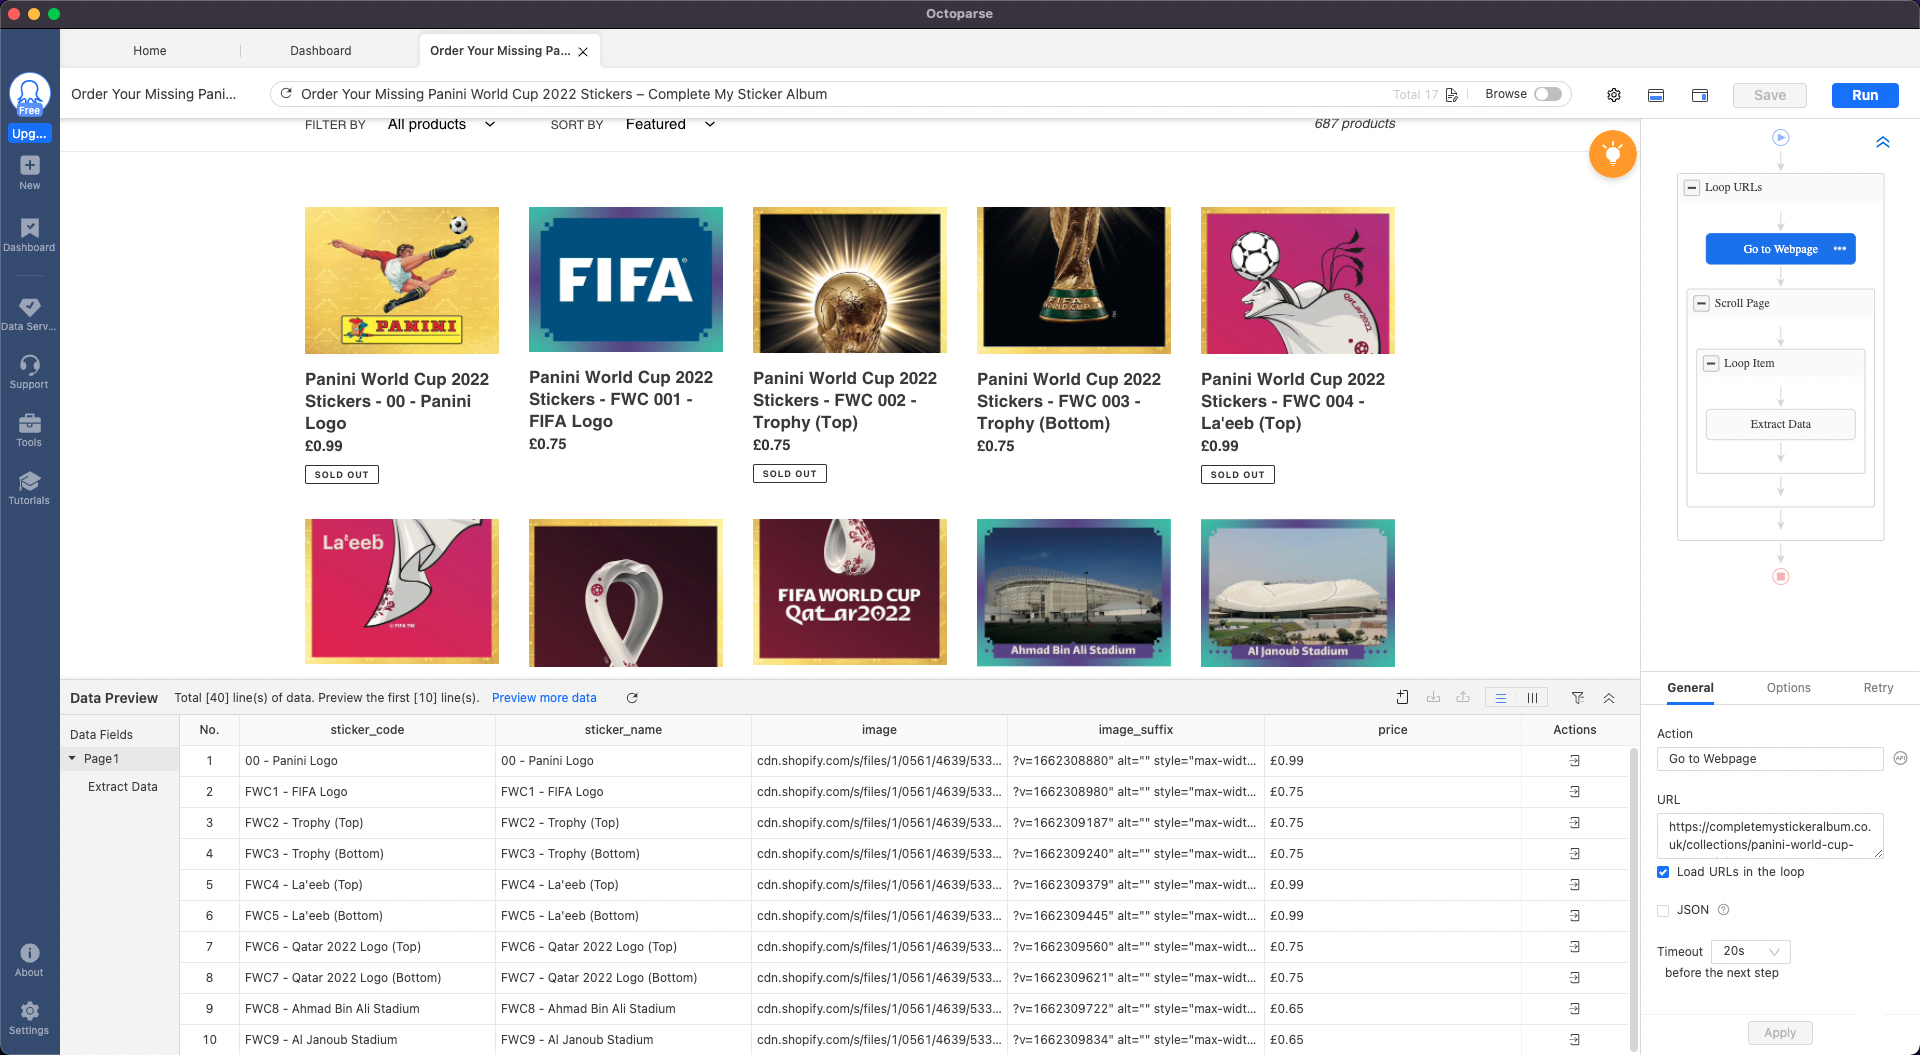 Octoparse
Home
Dashboard
Order Your Missing Pa...
Free
Upg...
New
Dashboard
Data Serv...
Support
Tools
Tutorials
About
Settings
Order Your Missing Pani...
Order Your Missing Panini World Cup 2022 Stickers – Complete My Sticker Album
Total 17
Browse
Save
Run
FILTER BY
All products
SORT BY
Featured
687 products
PANINI
FIFA
FIFA
WORLD CUP
Qatar2022
Panini World Cup 2022
Stickers - 00 - Panini
Logo
£0.99
SOLD OUT
Panini World Cup 2022
Stickers - FWC 001 -
FIFA Logo
£0.75
Panini World Cup 2022
Stickers - FWC 002 -
Trophy (Top)
£0.75
SOLD OUT
Panini World Cup 2022
Stickers - FWC 003 -
Trophy (Bottom)
£0.75
Panini World Cup 2022
Stickers - FWC 004 -
La'eeb (Top)
£0.99
SOLD OUT
La'eeb
© FIFA TM
FIFA WORLD CUP
Qatar2022
Ahmad Bin Ali Stadium
Al Janoub Stadium
Loop URLs
Go to Webpage
Scroll Page
Loop Item
Extract Data
Data Preview
Total [40] line(s) of data. Preview the first [10] line(s).
Preview more data
Data Fields
Page1
Extract Data
No. sticker_code sticker_name image image_suffix price Actions
1 00 - Panini Logo 00 - Panini Logo cdn.shopify.com/s/files/1/0561/4639/533... ?v=1662308880" alt="" style="max-widt... £0.99
2 FWC1 - FIFA Logo FWC1 - FIFA Logo cdn.shopify.com/s/files/1/0561/4639/533... ?v=1662308980" alt="" style="max-widt... £0.75
3 FWC2 - Trophy (Top) FWC2 - Trophy (Top) cdn.shopify.com/s/files/1/0561/4639/533... ?v=1662309187" alt="" style="max-widt... £0.75
4 FWC3 - Trophy (Bottom) FWC3 - Trophy (Bottom) cdn.shopify.com/s/files/1/0561/4639/533... ?v=1662309240" alt="" style="max-widt... £0.75
5 FWC4 - La'eeb (Top) FWC4 - La'eeb (Top) cdn.shopify.com/s/files/1/0561/4639/533... ?v=1662309379" alt="" style="max-widt... £0.99
6 FWC5 - La'eeb (Bottom) FWC5 - La'eeb (Bottom) cdn.shopify.com/s/files/1/0561/4639/533... ?v=1662309445" alt="" style="max-widt... £0.99
7 FWC6 - Qatar 2022 Logo (Top) FWC6 - Qatar 2022 Logo (Top) cdn.shopify.com/s/files/1/0561/4639/533... ?v=1662309560" alt="" style="max-widt... £0.75
8 FWC7 - Qatar 2022 Logo (Bottom) FWC7 - Qatar 2022 Logo (Bottom) cdn.shopify.com/s/files/1/0561/4639/533... ?v=1662309621" alt="" style="max-widt... £0.75
9 FWC8 - Ahmad Bin Ali Stadium FWC8 - Ahmad Bin Ali Stadium cdn.shopify.com/s/files/1/0561/4639/533... ?v=1662309722" alt="" style="max-widt... £0.65
10 FWC9 - Al Janoub Stadium FWC9 - Al Janoub Stadium cdn.shopify.com/s/files/1/0561/4639/533... ?v=1662309834" alt="" style="max-widt... £0.65
General
Options
Retry
Action
Go to Webpage
API
URL
https://completemystickeralbum.co.
uk/collections/panini-world-cup-
Load URLs in the loop
JSON
Timeout
20s
before the next step
Apply